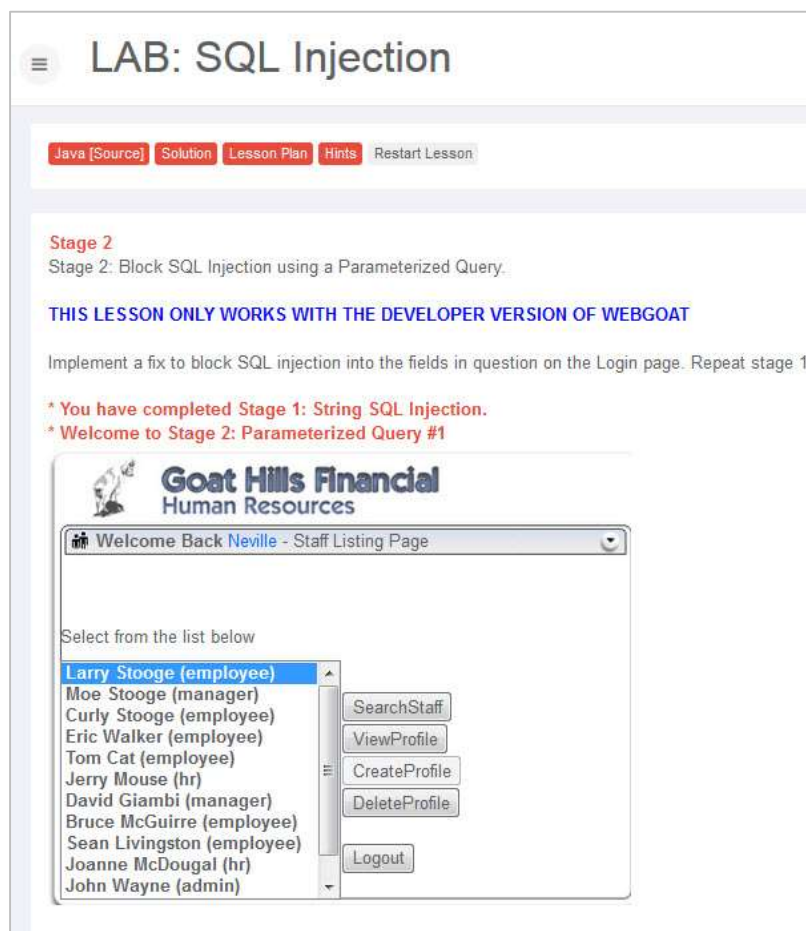 LAB: SQL Injection
Java [Source] Solution Lesson Plan Hints Restart Lesson
Stage 2
Stage 2: Block SQL Injection using a Parameterized Query.
THIS LESSON ONLY WORKS WITH THE DEVELOPER VERSION OF WEBGOAT
Implement a fix to block SQL injection into the fields in question on the Login page. Repeat stage 1
* You have completed Stage 1: String SQL Injection.
* Welcome to Stage 2: Parameterized Query #1
Goat Hills Financial
Human Resources
Welcome Back Neville - Staff Listing Page
Select from the list below
Larry Stooge (employee)
Moe Stooge (manager)
Curly Stooge (employee)
Eric Walker (employee)
Tom Cat (employee)
Jerry Mouse (hr)
David Giambi (manager)
Bruce McGuirre (employee)
Sean Livingston (employee)
Joanne McDougal (hr)
John Wayne (admin)
SearchStaff
ViewProfile
CreateProfile
DeleteProfile
Logout